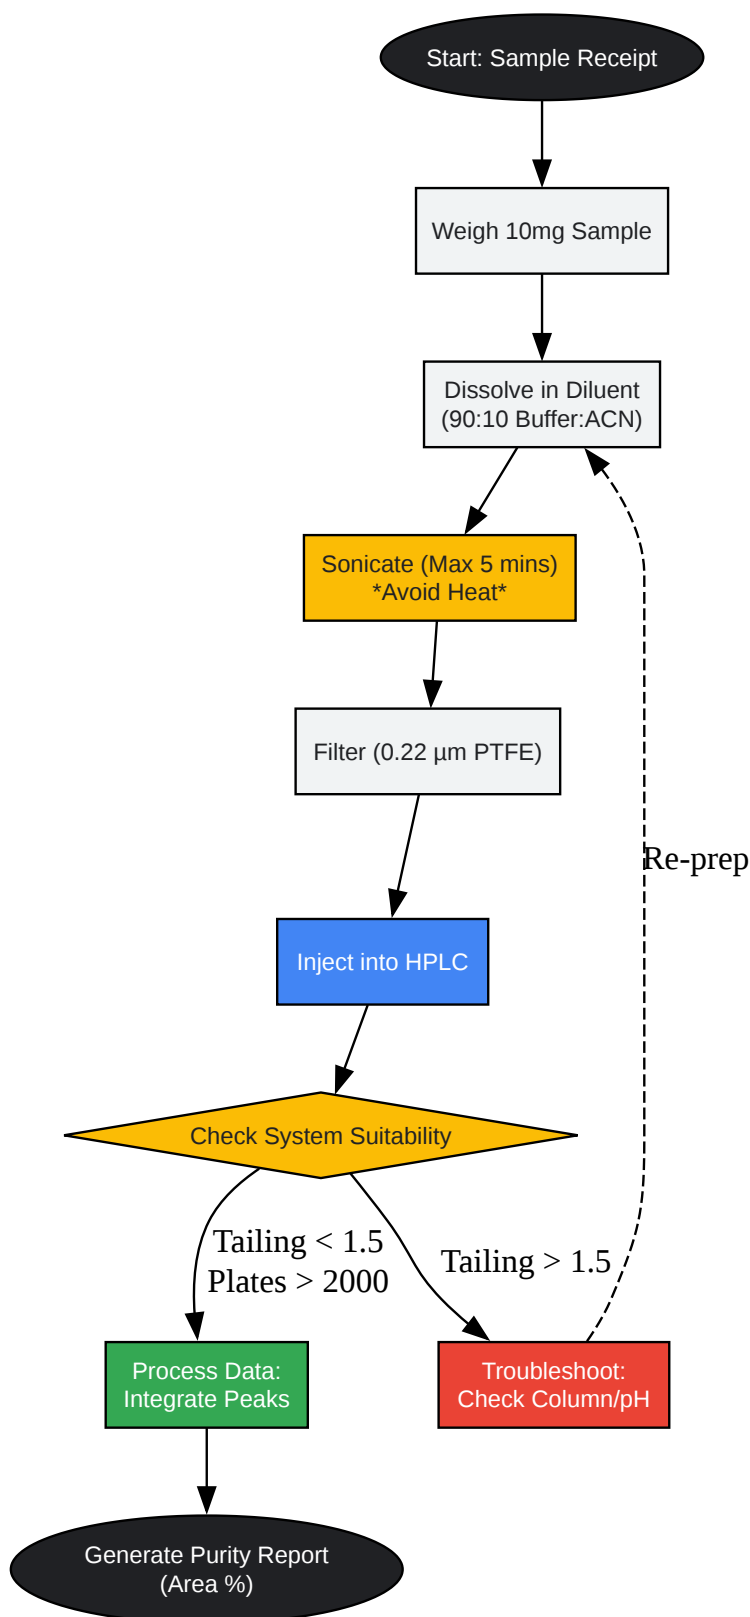 Start: Sample Receipt
Weigh 10mg Sample
Dissolve in Diluent
(90:10 Buffer:ACN)
Sonicate (Max 5 mins)
*Avoid Heat*
Filter (0.22 µm PTFE)
Re-prep
Inject into HPLC
Check System Suitability
Tailing < 1.5
Plates > 2000
Tailing > 1.5
Process Data:
Integrate Peaks
Troubleshoot:
Check Column/pH
Generate Purity Report
(Area %)